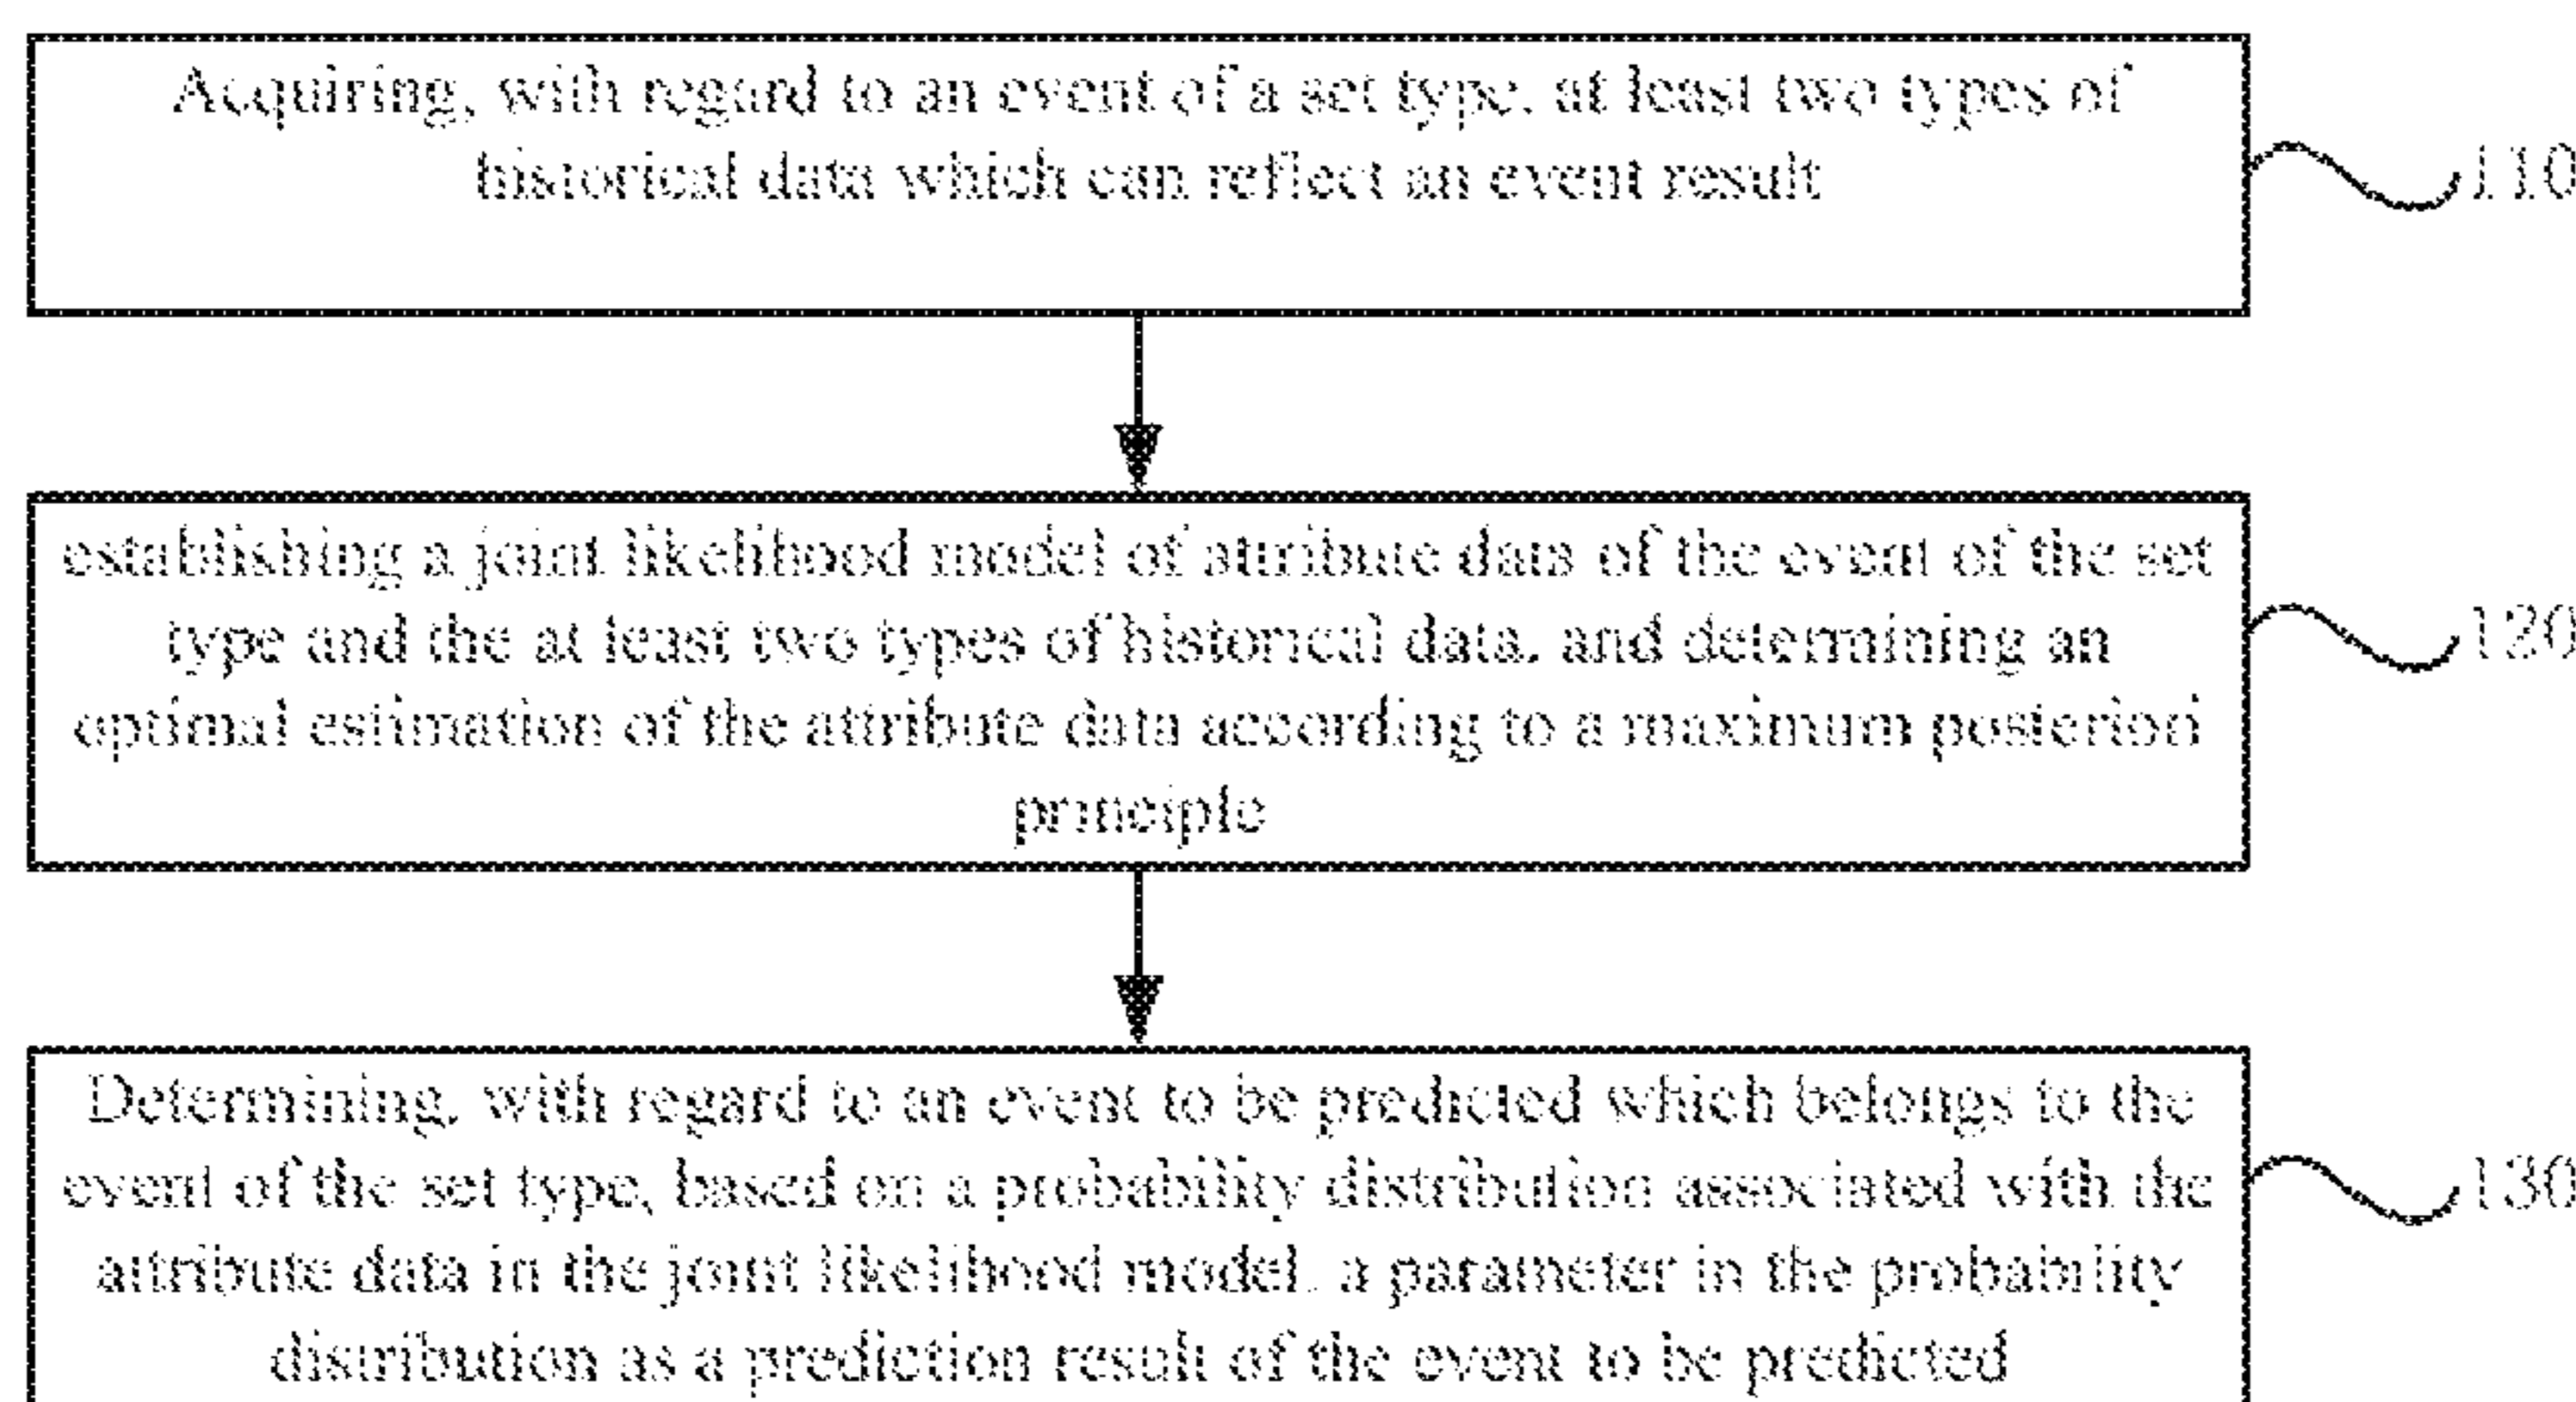 Acquiring, with regard to an event of a set type, at least two types of
historical data which can reflect an event result
110
establishing a joint likelihood model of attribute data of the event of the set
type and the at least two types of historical data, and determining an
optimal estimation of the attribute data according to a maximum posteriori
principle
120
Determining, with regard to an event to be predicted which belongs to the
event of the set type, based on a probability distribution associated with the
attribute data in the joint likelihood model, a parameter in the probability
distribution as a prediction result of the event to be predicted
130